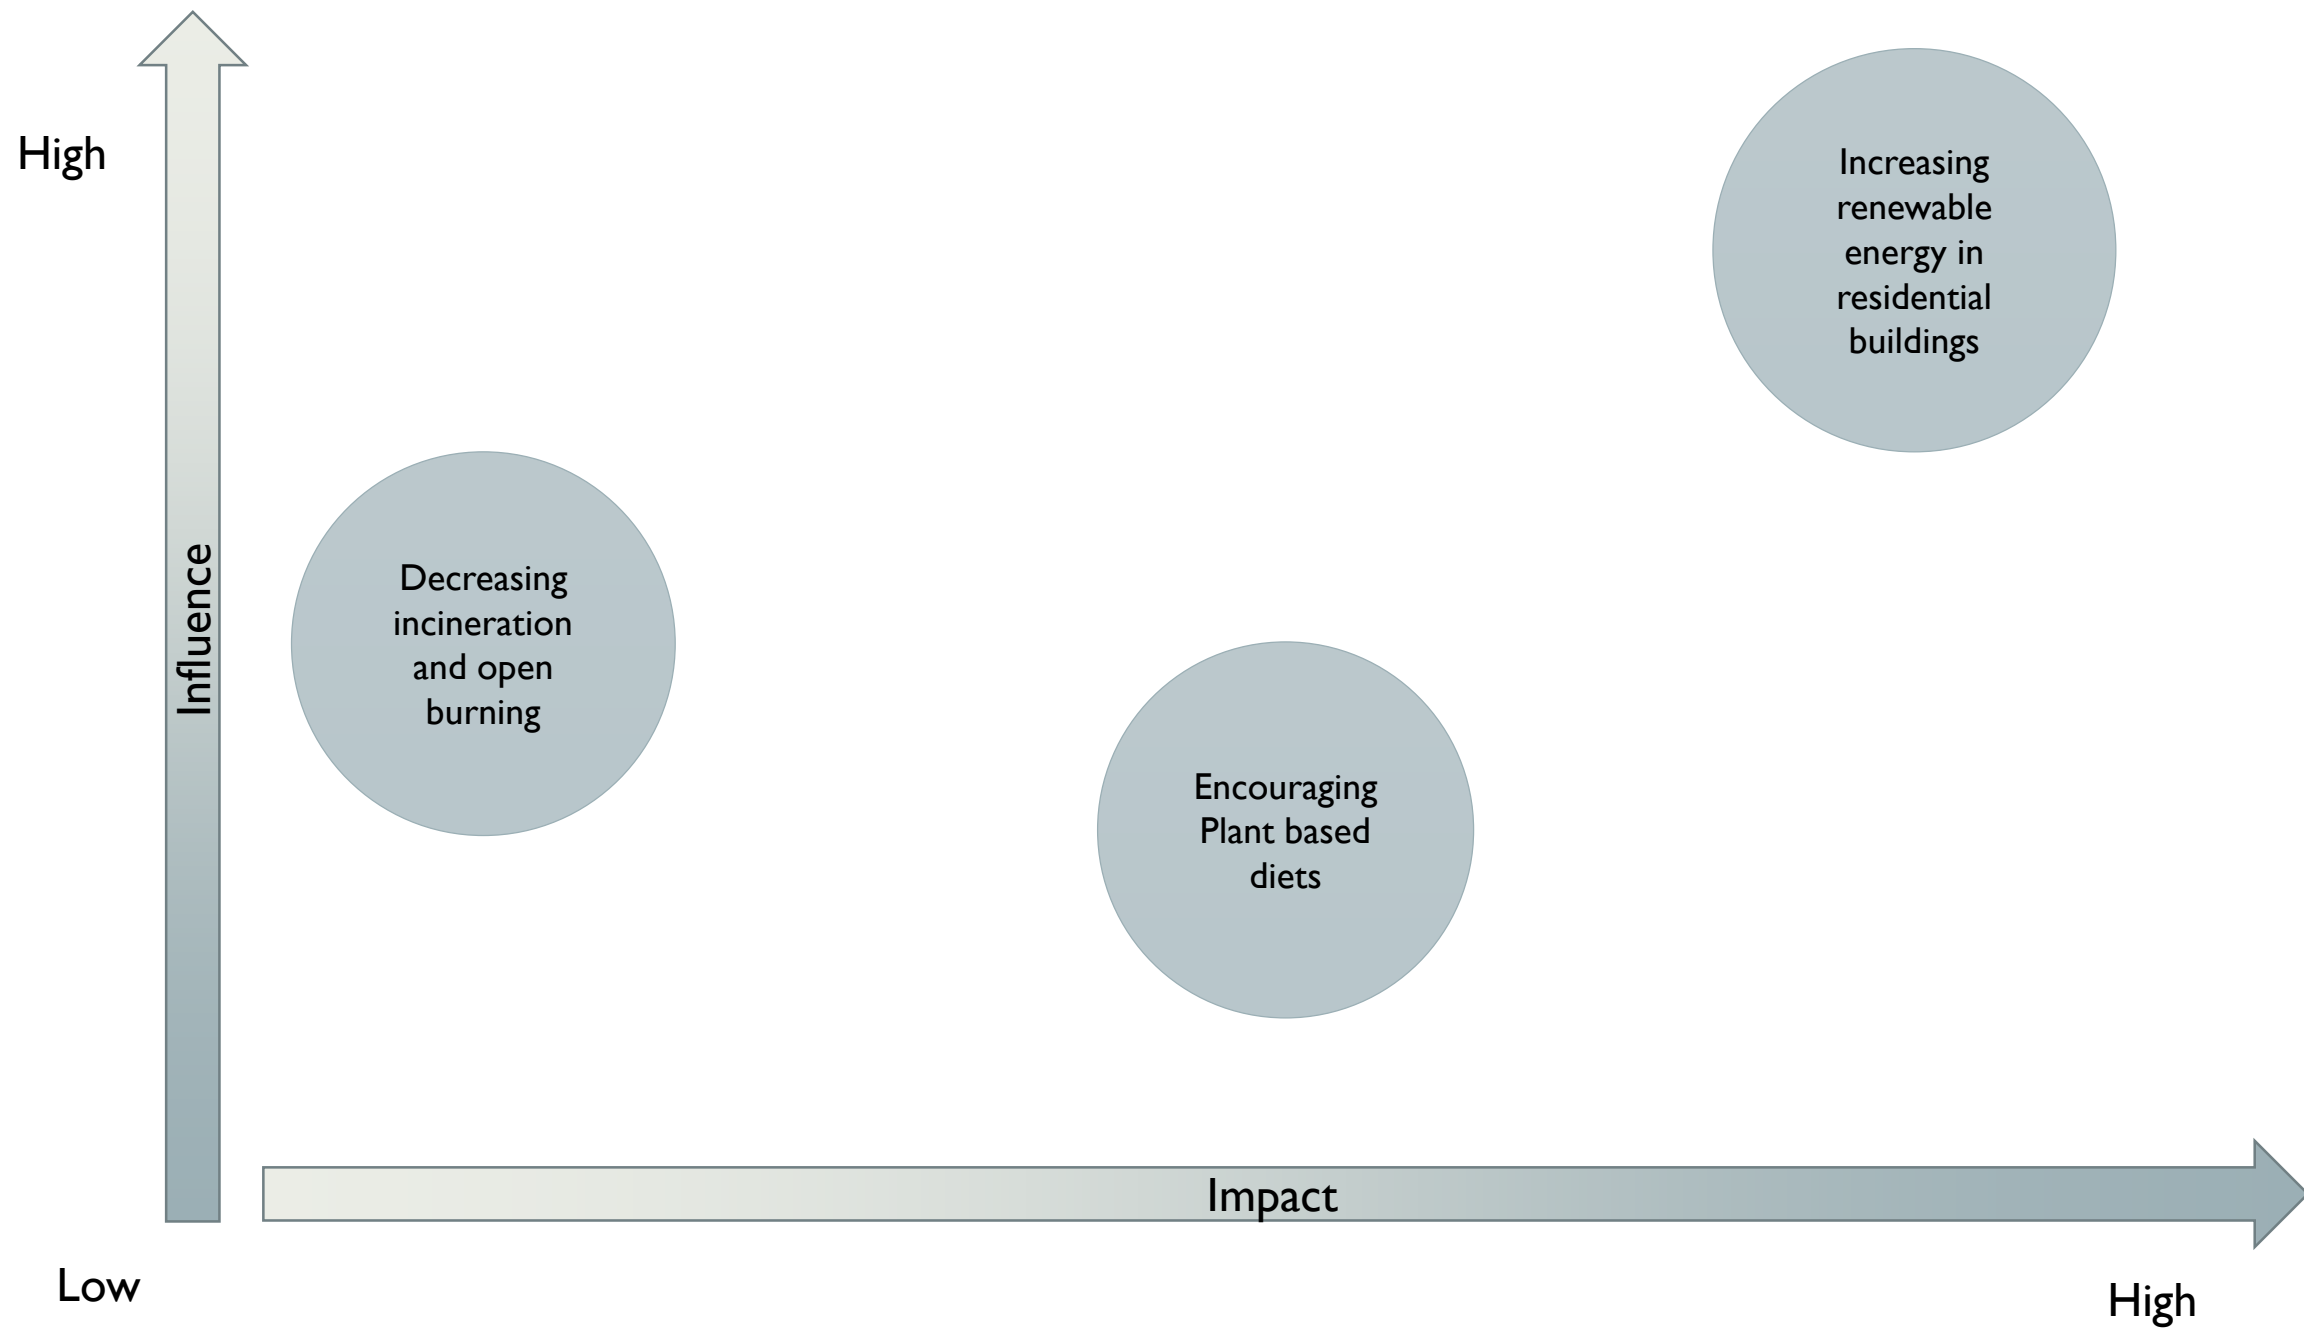 High
Increasing
renewable
energy in
residential
buildings
Influence
Decreasing
incineration
and open
burning
Encouraging
Plant based
diets
Impact
Low
High